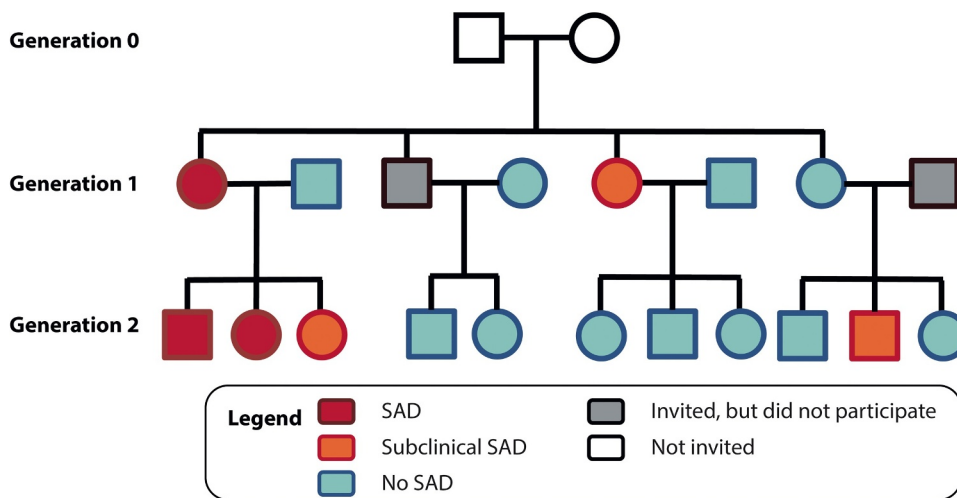 Generation 0
Generation 1
Generation 2
Legend
SAD
Subclinical SAD
No SAD
Invited, but did not participate
Not invited